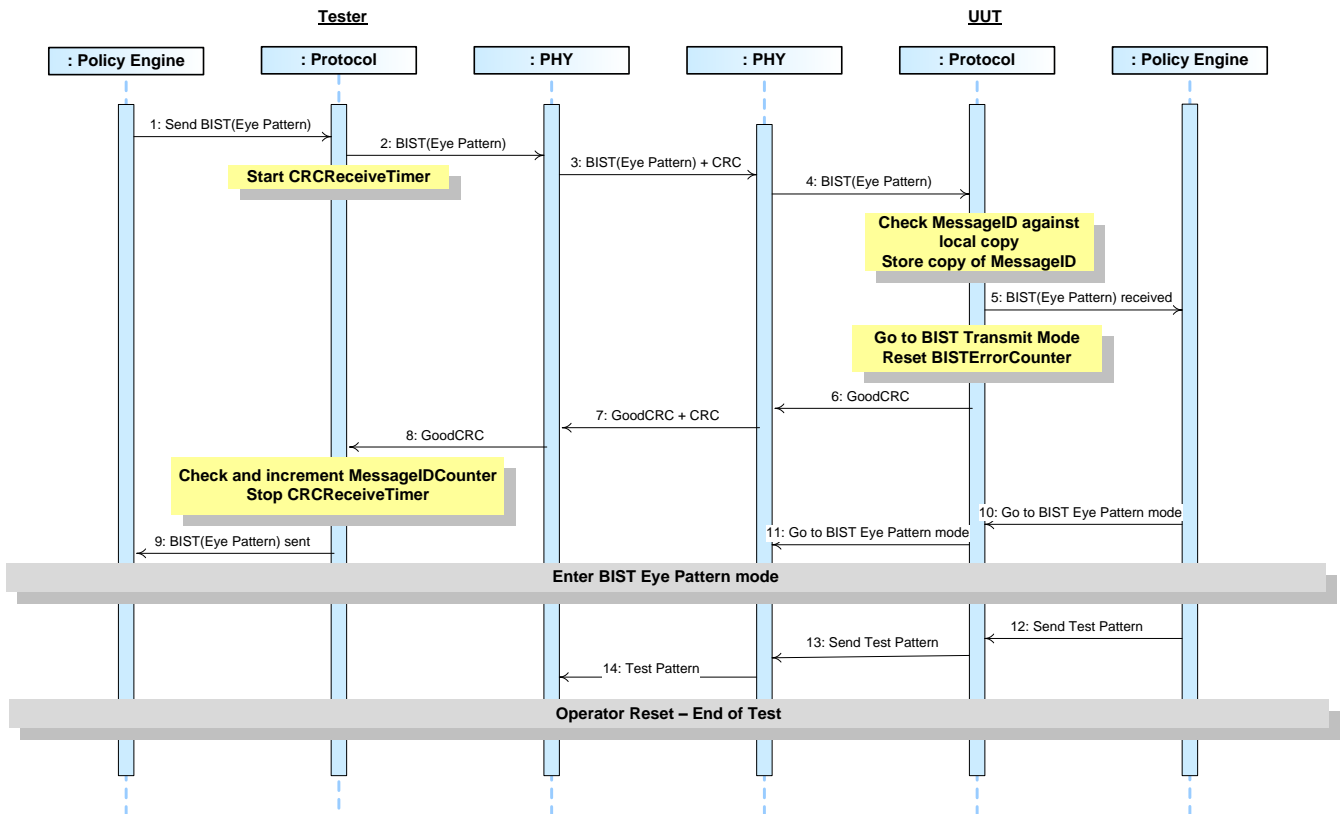 Tester
UUT
: Policy Engine
: Protocol
: PHY
: PHY
: Protocol
: Policy Engine
1: Send BIST(Eye Pattern)
2: BIST(Eye Pattern)
Start CRCReceiveTimer
3: BIST(Eye Pattern) + CRC
4: BIST(Eye Pattern)
Check MessageID against
local copy
Store copy of MessageID
5: BIST(Eye Pattern) received
Go to BIST Transmit Mode
Reset BISTErrorCounter
6: GoodCRC
7: GoodCRC + CRC
8: GoodCRC
Check and increment MessageIDCounter
Stop CRCReceiveTimer
10: Go to BIST Eye Pattern mode
11: Go to BIST Eye Pattern mode
9: BIST(Eye Pattern) sent
Enter BIST Eye Pattern mode
12: Send Test Pattern
13: Send Test Pattern
14: Test Pattern
Operator Reset – End of Test